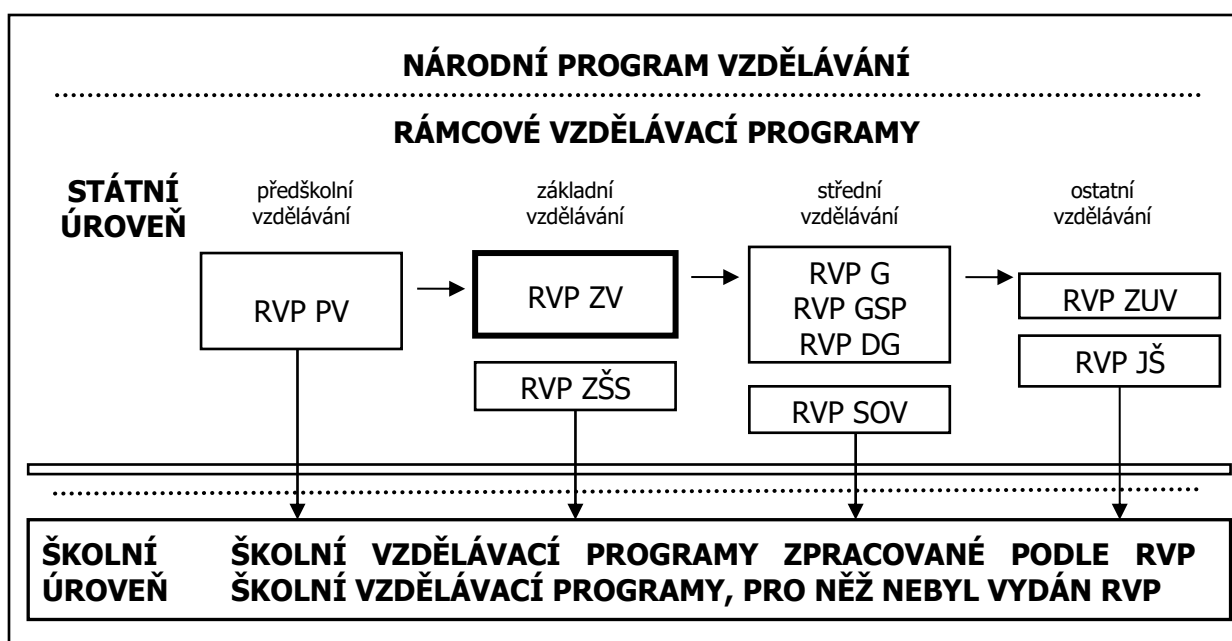 NÁRODNÍ PROGRAM VZDĚLÁVÁNÍ
RÁMCOVÉ VZDĚLÁVACÍ PROGRAMY
STÁTNÍ
ÚROVEŇ
předškolní
vzdělávání
základní
vzdělávání
střední
vzdělávání
ostatní
vzdělávání
RVP PV
RVP ZV
RVP ZŠS
RVP G
RVP GSP
RVP DG
RVP SOV
RVP ZUV
RVP JŠ
ŠKOLNÍ
ÚROVEŇ
ŠKOLNÍ VZDĚLÁVACÍ PROGRAMY ZPRACOVANÉ PODLE RVP
ŠKOLNÍ VZDĚLÁVACÍ PROGRAMY, PRO NĚŽ NEBYL VYDÁN RVP